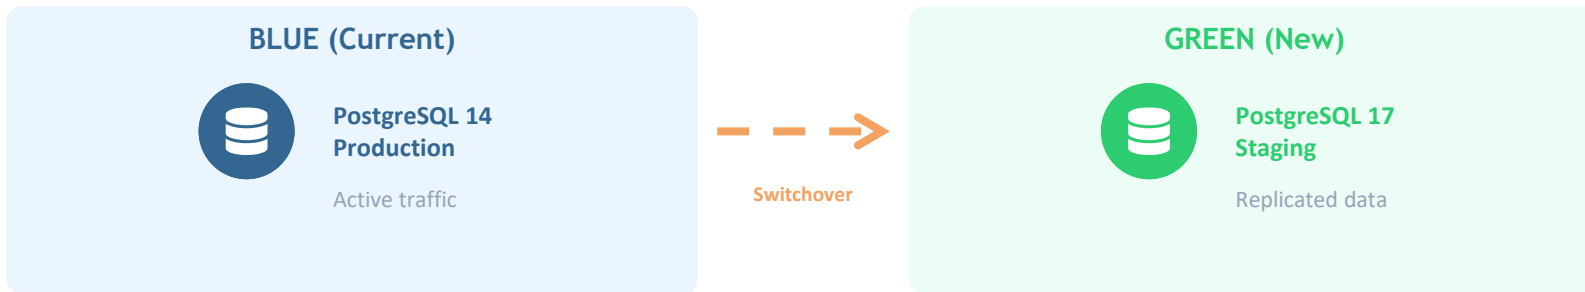 BLUE (Current)
PostgreSQL 14
Production
Active traffic
Switchover
GREEN (New)
PostgreSQL 17
Staging
Replicated data